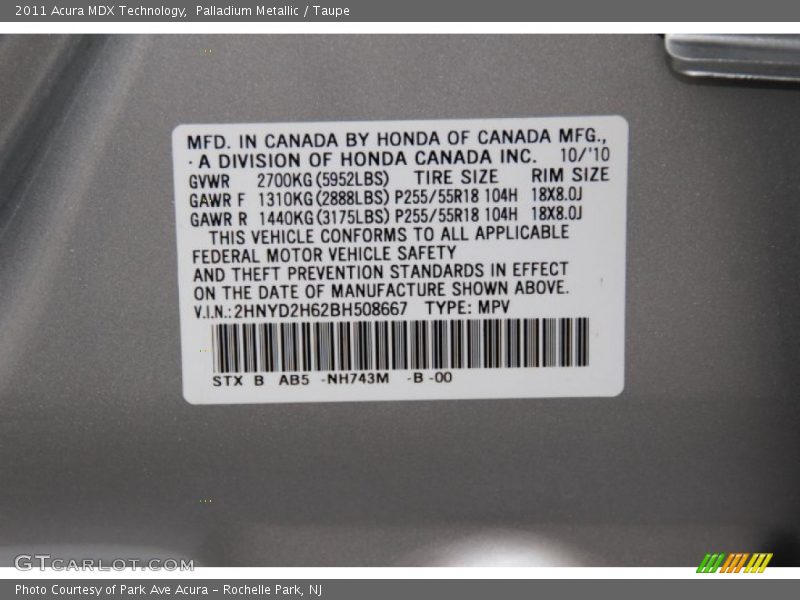 2011 Acura MDX Technology,  Palladium Metallic / Taupe
MFD. IN CANADA BY HONDA OF CANADA MFG.,
· A DIVISION OF HONDA CANADA INC. 10/'10
GVWR 2700KG(5952LBS) TIRE SIZE RIM SIZE
GAWR F 1310KG(2888LBS) P255/55R18 104H 18X8.0J
GAWR R 1440KG(3175LBS) P255/55R18 104H 18X8.0J
THIS VEHICLE CONFORMS TO ALL APPLICABLE
FEDERAL MOTOR VEHICLE SAFETY
AND THEFT PREVENTION STANDARDS IN EFFECT
ON THE DATE OF MANUFACTURE SHOWN ABOVE.
V.I.N.:2HNYD2H62BH508667 TYPE: MPV
STX B AB5 -NH743M -B -00
GTCARLOT.COM
Photo Courtesy of Park Ave Acura - Rochelle Park, NJ